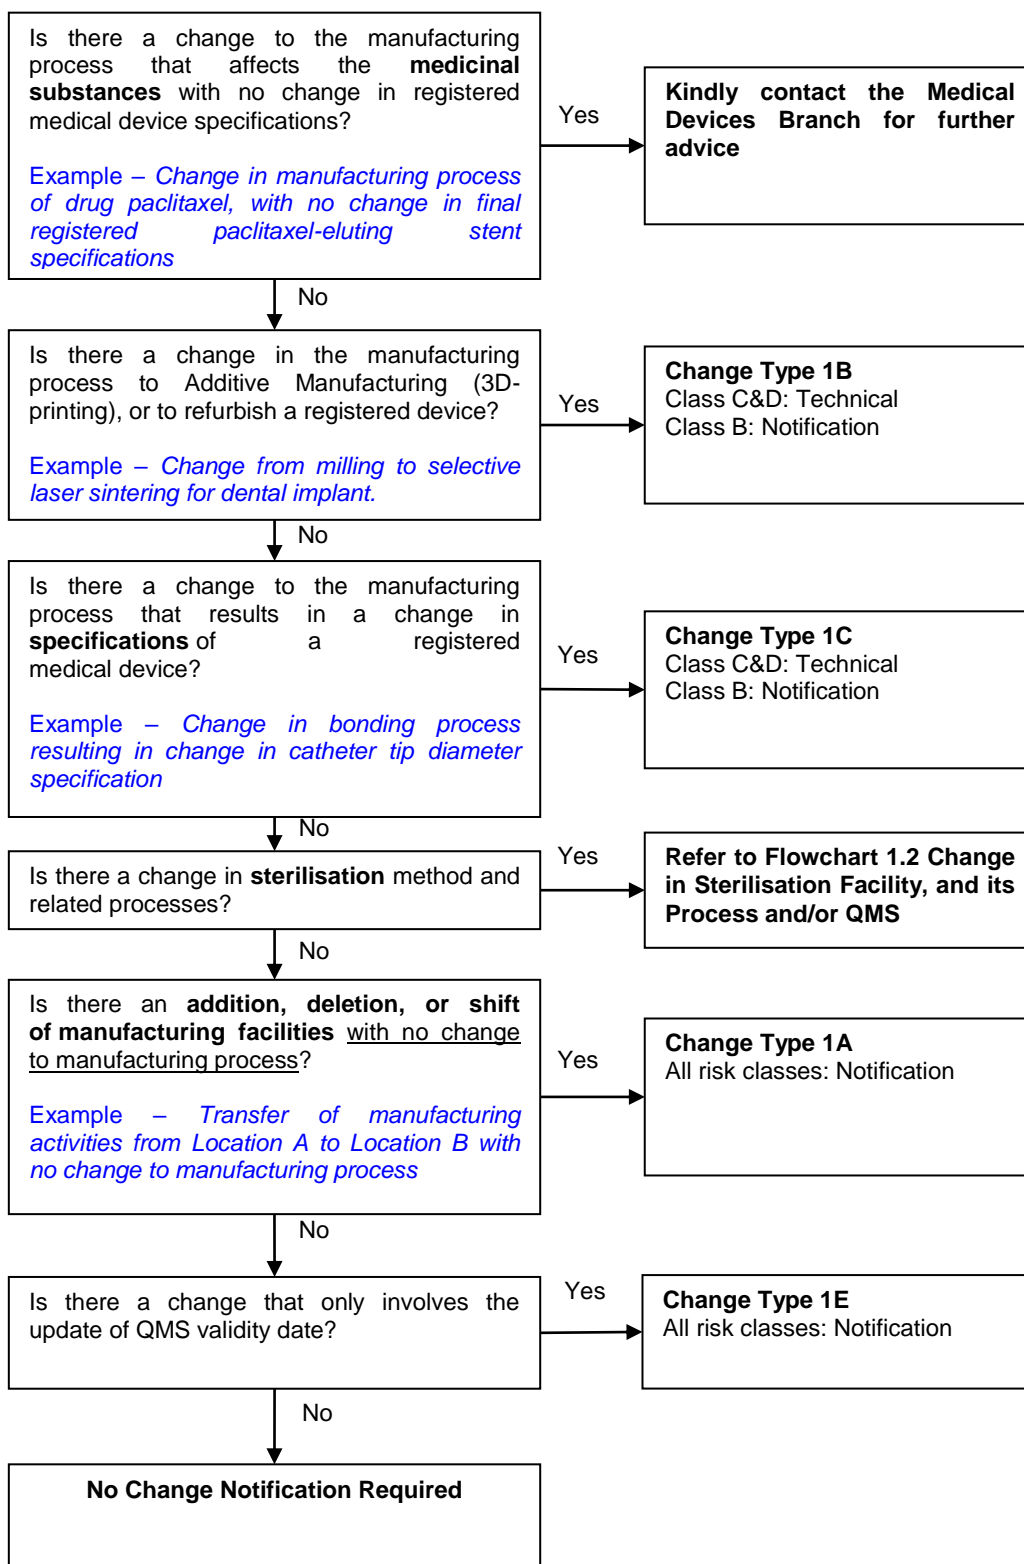 Is there a change to the manufacturing
process that affects the medicinal
substances with no change in registered
medical device specifications?
Example – Change in manufacturing process
of drug paclitaxel, with no change in final
registered paclitaxel-eluting stent
specifications
Yes
Kindly contact the Medical
Devices Branch for further
advice
No
Is there a change in the manufacturing
process to Additive Manufacturing (3D-
printing), or to refurbish a registered device?
Example – Change from milling to selective
laser sintering for dental implant.
Yes
Change Type 1B
Class C&D: Technical
Class B: Notification
No
Is there a change to the manufacturing
process that results in a change in
specifications of a registered
medical device?
Example – Change in bonding process
resulting in change in catheter tip diameter
specification
Yes
Change Type 1C
Class C&D: Technical
Class B: Notification
No
Is there a change in sterilisation method and
related processes?
Yes
Refer to Flowchart 1.2 Change
in Sterilisation Facility, and its
Process and/or QMS
No
Is there an addition, deletion, or shift
of manufacturing facilities with no change
to manufacturing process?
Example – Transfer of manufacturing
activities from Location A to Location B with
no change to manufacturing process
Yes
Change Type 1A
All risk classes: Notification
No
Is there a change that only involves the
update of QMS validity date?
Yes
Change Type 1E
All risk classes: Notification
No
No Change Notification Required